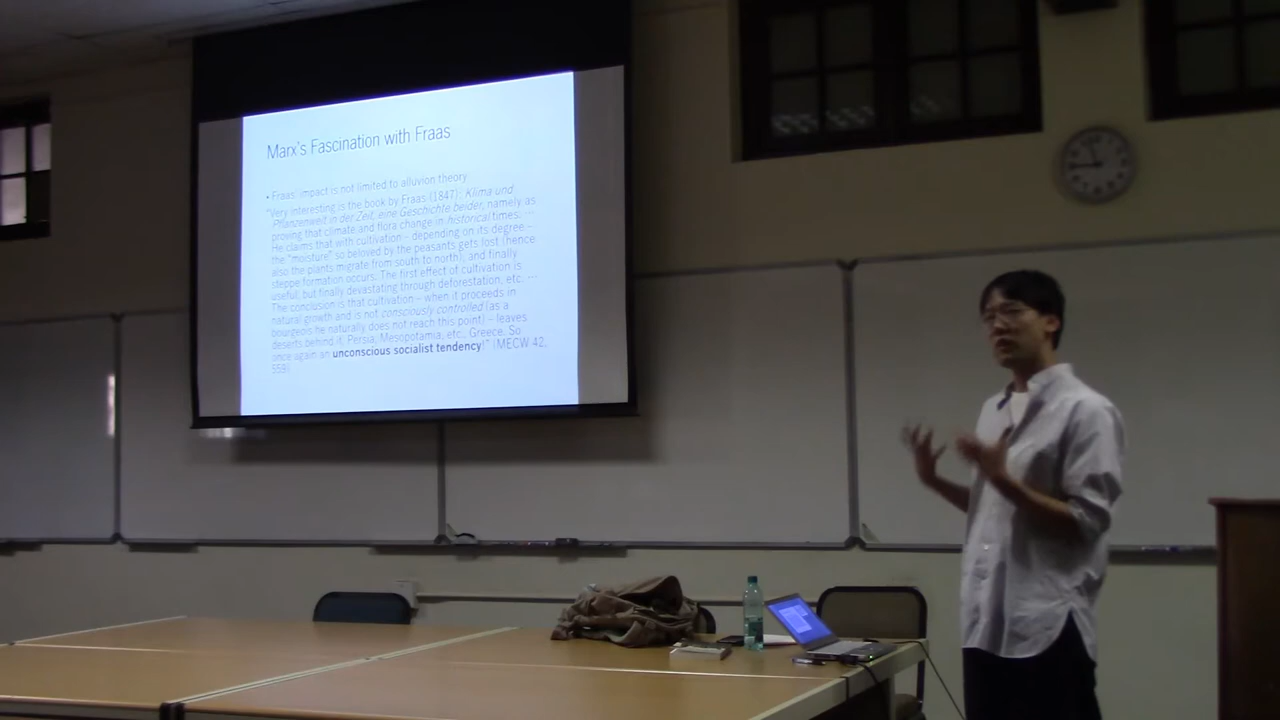 Marx's Fascination with Fraas
• Fraas' impact is not limited to alluvion theory
"Very interesting is the book by Fraas (1847): Klima und
Pflanzenwelt in der Zeit, eine Geschichte beider, namely as
proving that climate and flora change in historical times. …
He claims that with cultivation – depending on its degree –
the "moisture" so beloved by the peasants gets lost (hence
also the plants migrate from south to north), and finally
steppe formation occurs. The first effect of cultivation is
useful, but finally devastating through deforestation, etc. …
The conclusion is that cultivation – when it proceeds in
natural growth and is not consciously controlled (as a
bourgeois he naturally does not reach this point) – leaves
deserts behind it, Persia, Mesopotamia, etc., Greece. So
once again an unconscious socialist tendency!" (MECW 42,
559)